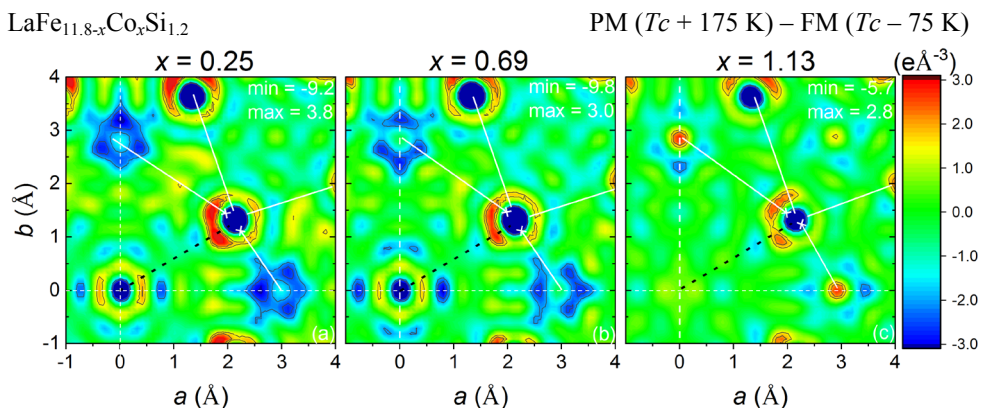 LaFe11.8-xCoxSi1.2 PM (Tc + 175 K) – FM (Tc – 75 K)
x = 0.25 x = 0.69 x = 1.13 (eÅ-3)
min = -9.2
max = 3.8
min = -9.8
max = 3.0
min = -5.7
max = 2.8
b (Å)
4
3
2
1
0
-1
(a) (b) (c)
-1 0 1 2 3 4 0 1 2 3 4 0 1 2 3 4
a (Å) a (Å) a (Å)
3.0
2.0
1.0
0.0
-1.0
-2.0
-3.0